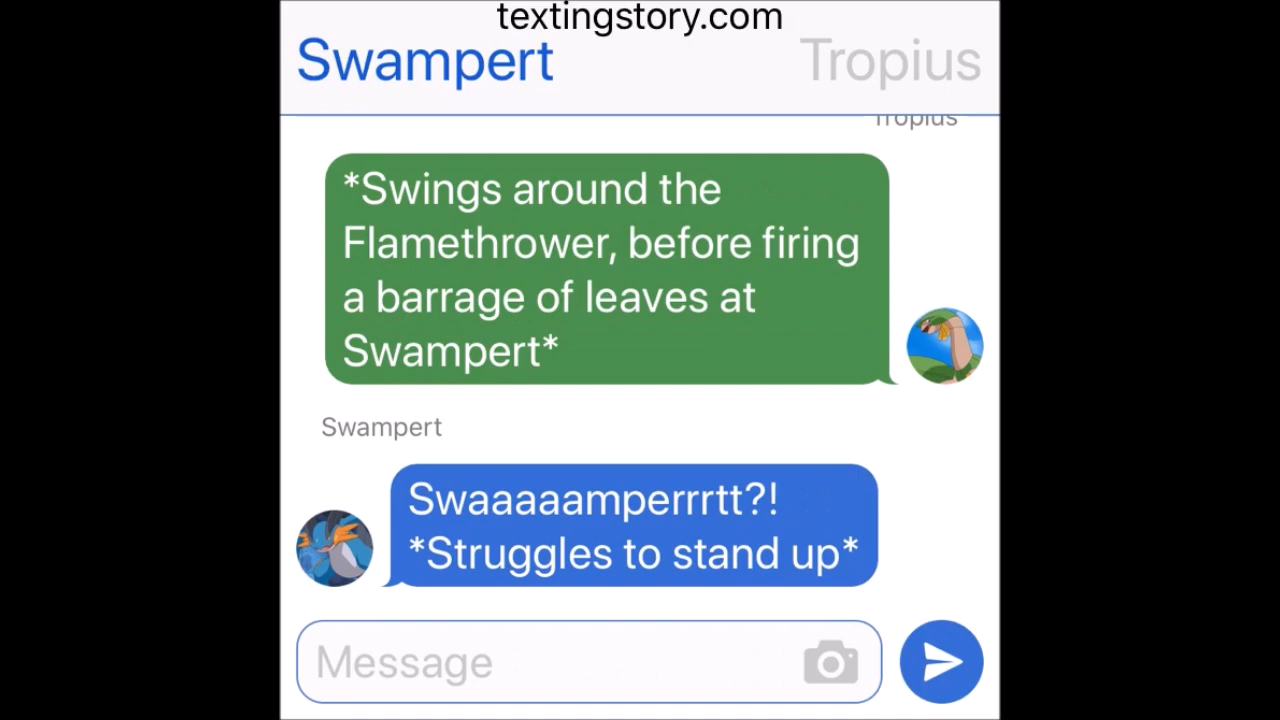 textingstory.com
Swampert Tropius
Tropius
*Swings around the
Flamethrower, before firing
a barrage of leaves at
Swampert*
Swampert
Swaaaaamperrrtt?!
*Struggles to stand up*
Message